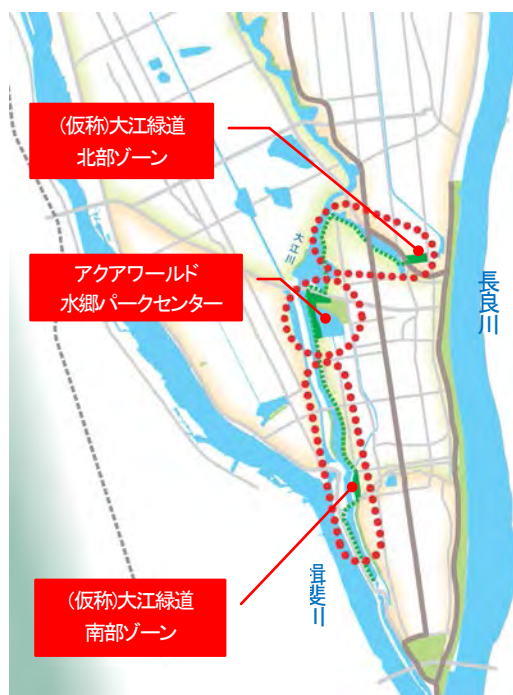 (仮称)大江緑道
北部ゾーン
大江川
アクアワールド
水郷パークセンター
長良川
揖斐川
(仮称)大江緑道
南部ゾーン